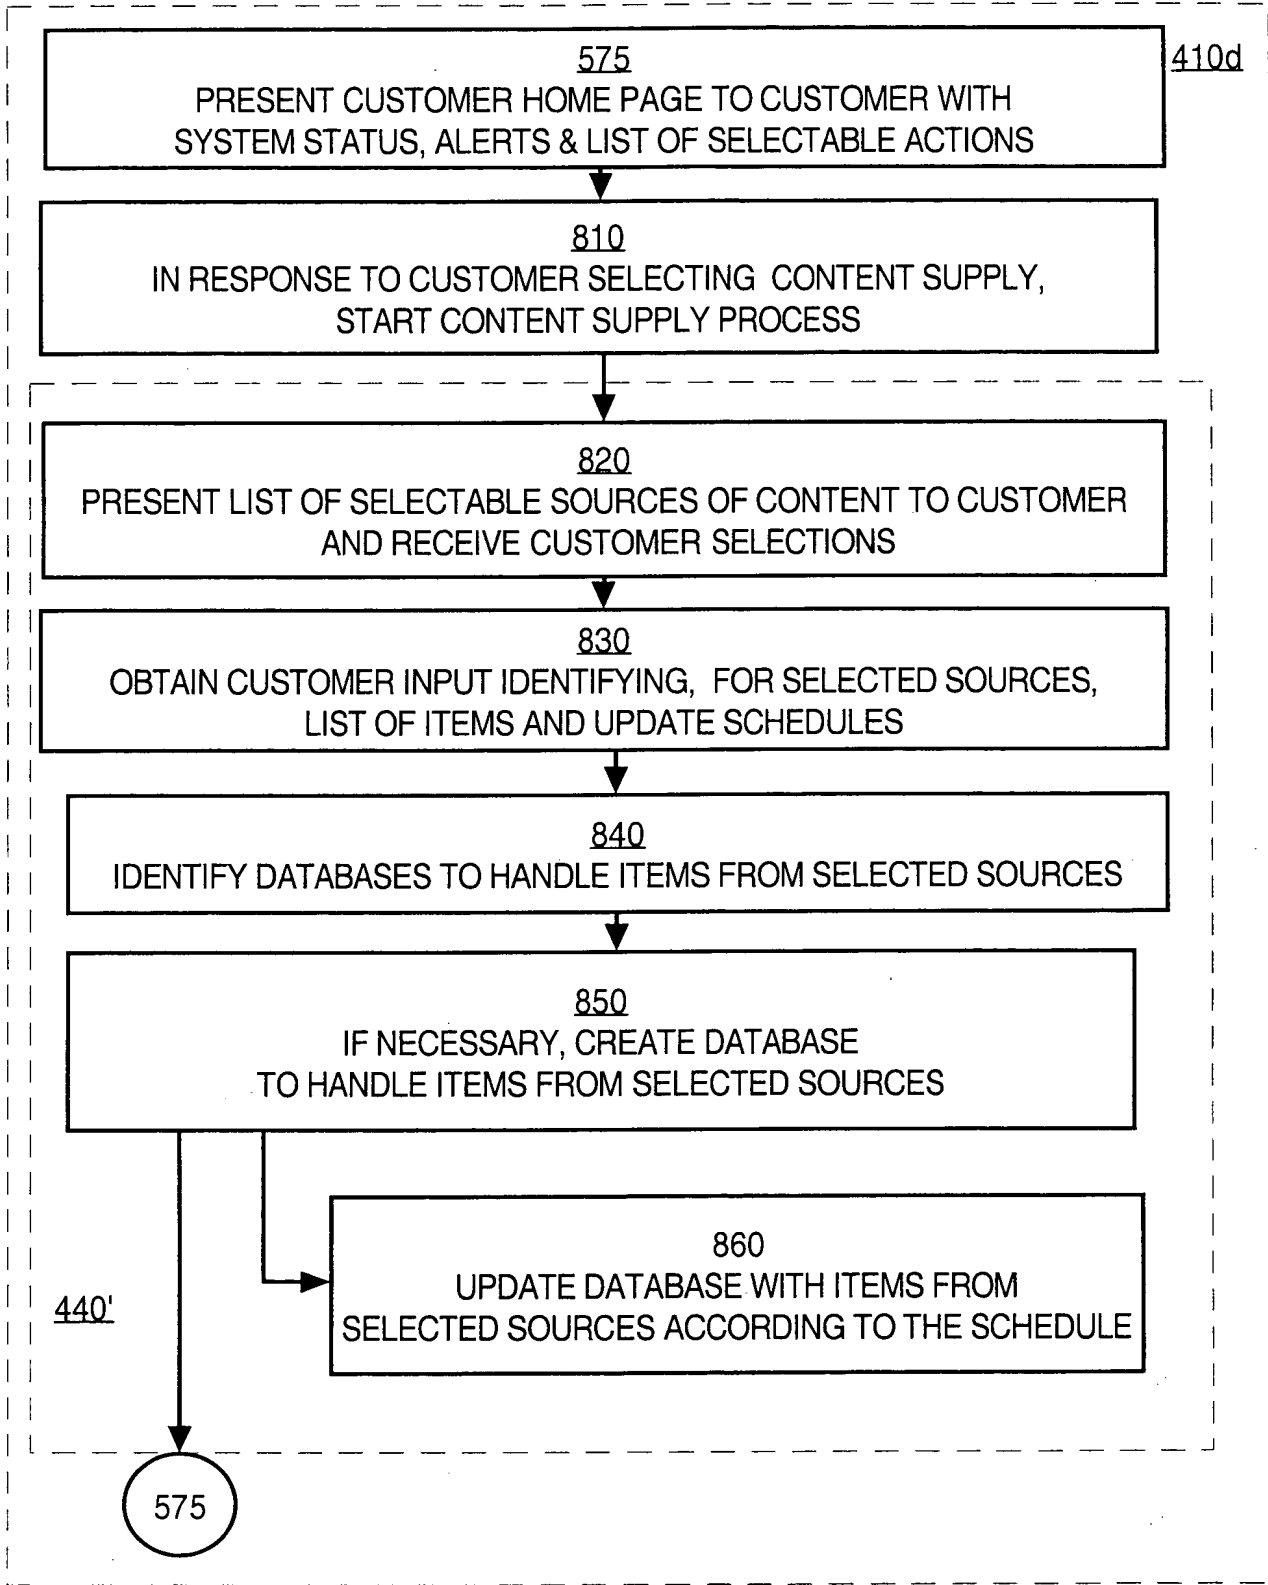 575
410d
PRESENT CUSTOMER HOME PAGE TO CUSTOMER WITH
SYSTEM STATUS, ALERTS & LIST OF SELECTABLE ACTIONS
810
IN RESPONSE TO CUSTOMER SELECTING CONTENT SUPPLY,
START CONTENT SUPPLY PROCESS
820
PRESENT LIST OF SELECTABLE SOURCES OF CONTENT TO CUSTOMER
AND RECEIVE CUSTOMER SELECTIONS
830
OBTAIN CUSTOMER INPUT IDENTIFYING, FOR SELECTED SOURCES,
LIST OF ITEMS AND UPDATE SCHEDULES
840
IDENTIFY DATABASES TO HANDLE ITEMS FROM SELECTED SOURCES
850
IF NECESSARY, CREATE DATABASE
TO HANDLE ITEMS FROM SELECTED SOURCES
860
UPDATE DATABASE WITH ITEMS FROM
SELECTED SOURCES ACCORDING TO THE SCHEDULE
440'
575